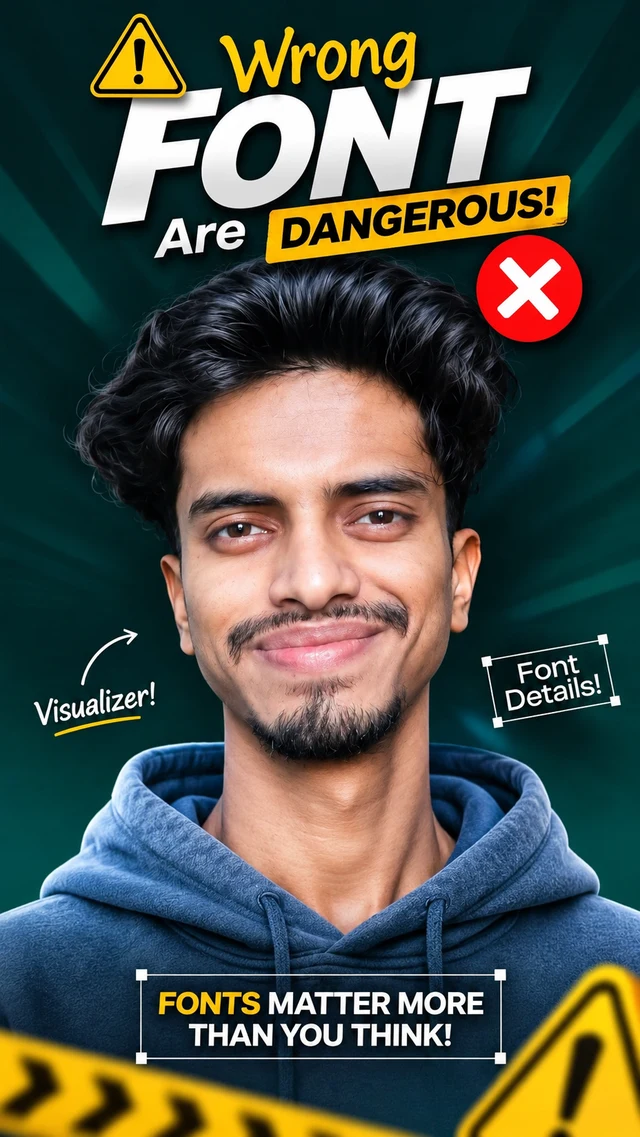 Wrong
FONT
Are DANGEROUS!
Visualizer!
Font
Details!
FONTS MATTER MORE
THAN YOU THINK!